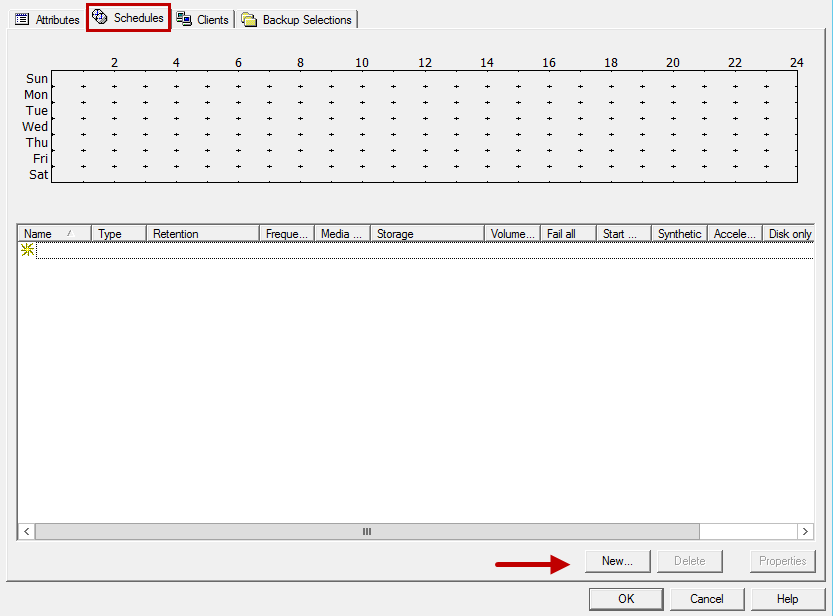 Attributes Schedules Clients Backup Selections
2 4 6 8 10 12 14 16 18 20 22 24
Sun
Mon
Tue
Wed
Thu
Fri
Sat
Name Type Retention Freque... Media ... Storage Volume... Fail all Start ... Synthetic Accele... Disk only
New... Delete Properties
OK Cancel Help